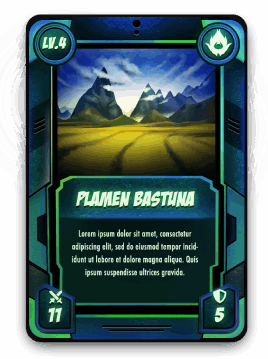 LV.4
PLAMEN BASTUNA
Lorem ipsum dolor sit amet, consectetur
adipiscing elit, sed do eiusmod tempor incid-
idunt ut labore et dolore magna aliqua. Quis
ipsum suspendisse ultrices gravida.
11
5